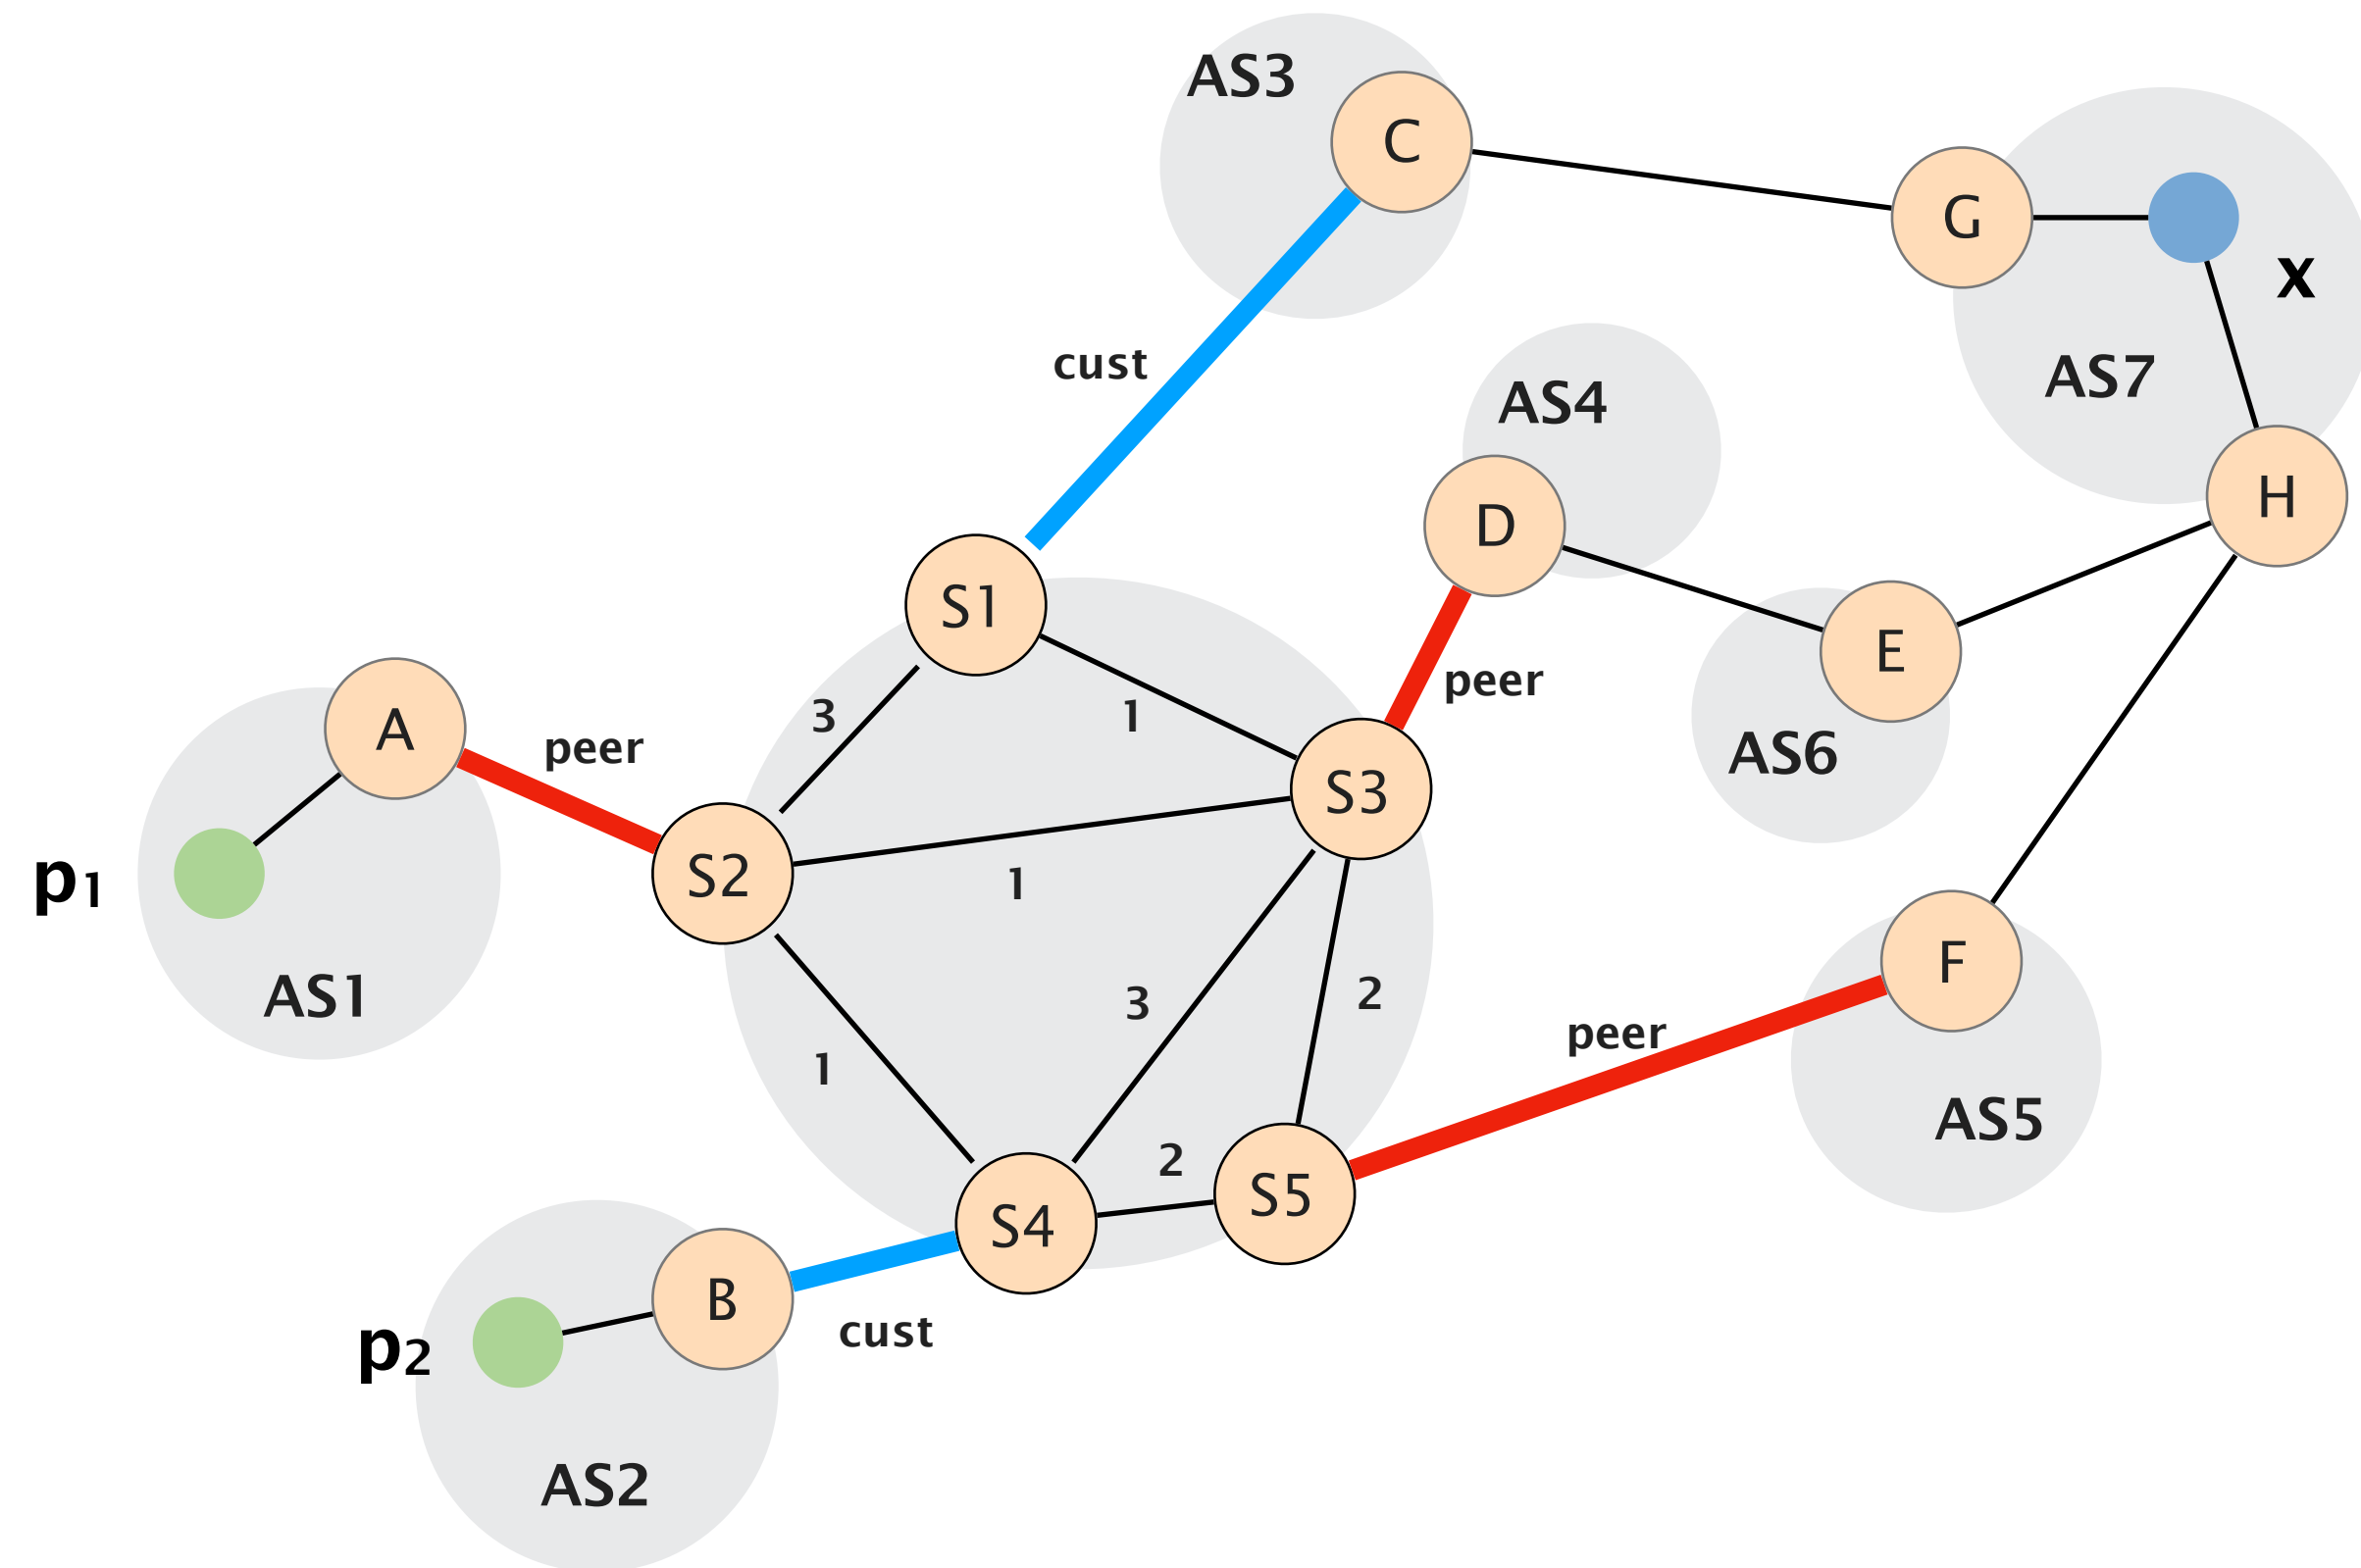 AS3
C
G
x
cust
AS4
AS7
D
H
S1
E
peer
A
3
1
AS6
peer
S3
p1
S2
1
F
AS1
3
2
peer
1
AS5
2
S5
S4
B
p2
cust
AS2